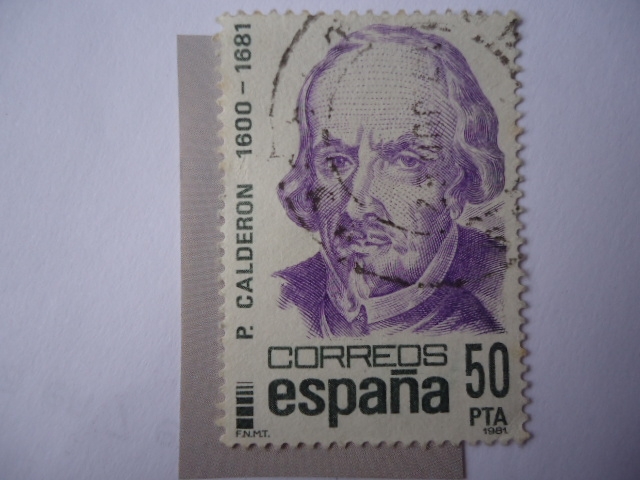 P. CALDERON 1600-1681
CORREOS
españa
50
PTA
1981
F.N.M.T.